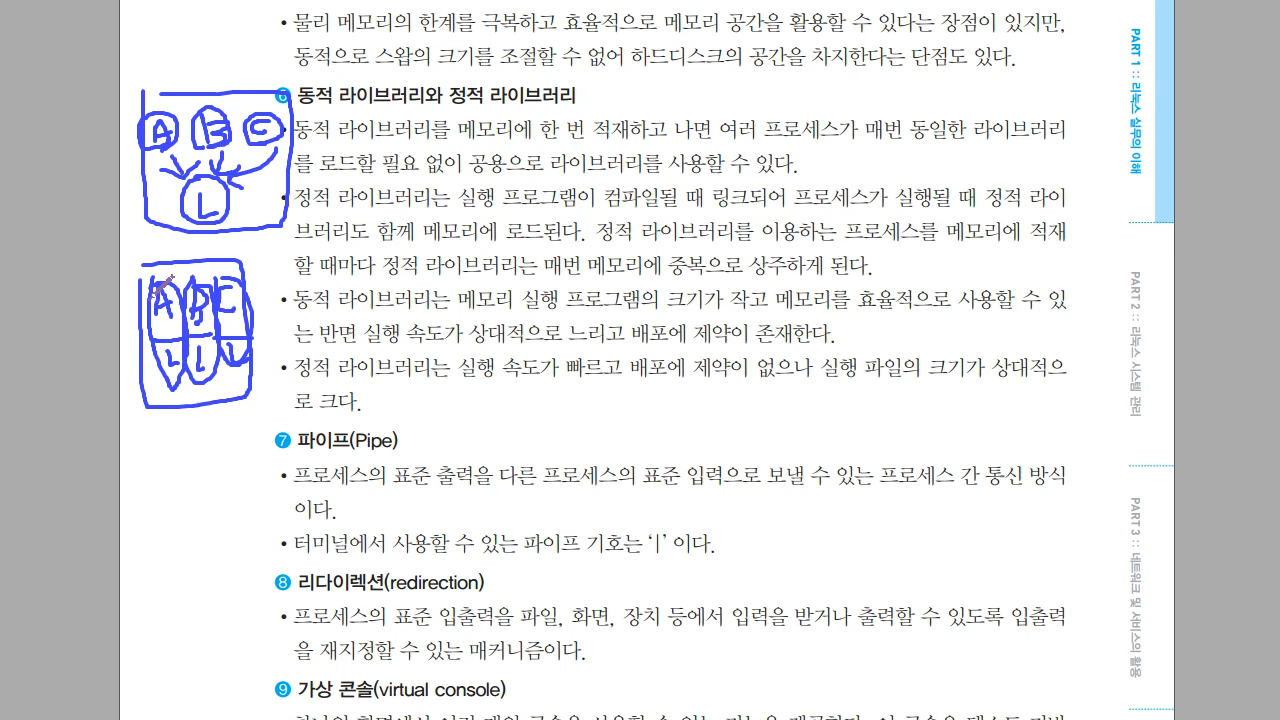 • 물리 메모리의 한계를 극복하고 효율적으로 메모리 공간을 활용할 수 있다는 장점이 있지만,
동적으로 스왑의 크기를 조절할 수 없어 하드디스크의 공간을 차지한다는 단점도 있다.
❻ 동적 라이브러리와 정적 라이브러리
• 동적 라이브러리를 메모리에 한 번 적재하고 나면 여러 프로세스가 매번 동일한 라이브러리
를 로드할 필요 없이 공용으로 라이브러리를 사용할 수 있다.
• 정적 라이브러리는 실행 프로그램이 컴파일될 때 링크되어 프로세스가 실행될 때 정적 라이
브러리도 함께 메모리에 로드된다. 정적 라이브러리를 이용하는 프로세스를 메모리에 적재
할 때마다 정적 라이브러리는 매번 메모리에 중복으로 상주하게 된다.
• 동적 라이브러리는 메모리 실행 프로그램의 크기가 작고 메모리를 효율적으로 사용할 수 있
는 반면 실행 속도가 상대적으로 느리고 배포에 제약이 존재한다.
• 정적 라이브러리는 실행 속도가 빠르고 배포에 제약이 없으나 실행 파일의 크기가 상대적으
로 크다.
❼ 파이프(Pipe)
• 프로세스의 표준 출력을 다른 프로세스의 표준 입력으로 보낼 수 있는 프로세스 간 통신 방식
이다.
• 터미널에서 사용할 수 있는 파이프 기호는 ‘|’ 이다.
❽ 리다이렉션(redirection)
• 프로세스의 표준 입출력을 파일, 화면, 장치 등에서 입력을 받거나 출력할 수 있도록 입출력
을 재지정할 수 있는 매커니즘이다.
❾ 가상 콘솔(virtual console)
A B C
L
A B C
L L L
PART 1 :: 리눅스 실무의 이해
PART 2 :: 리눅스 시스템 관리
PART 3 :: 네트워크 및 서비스의 활용